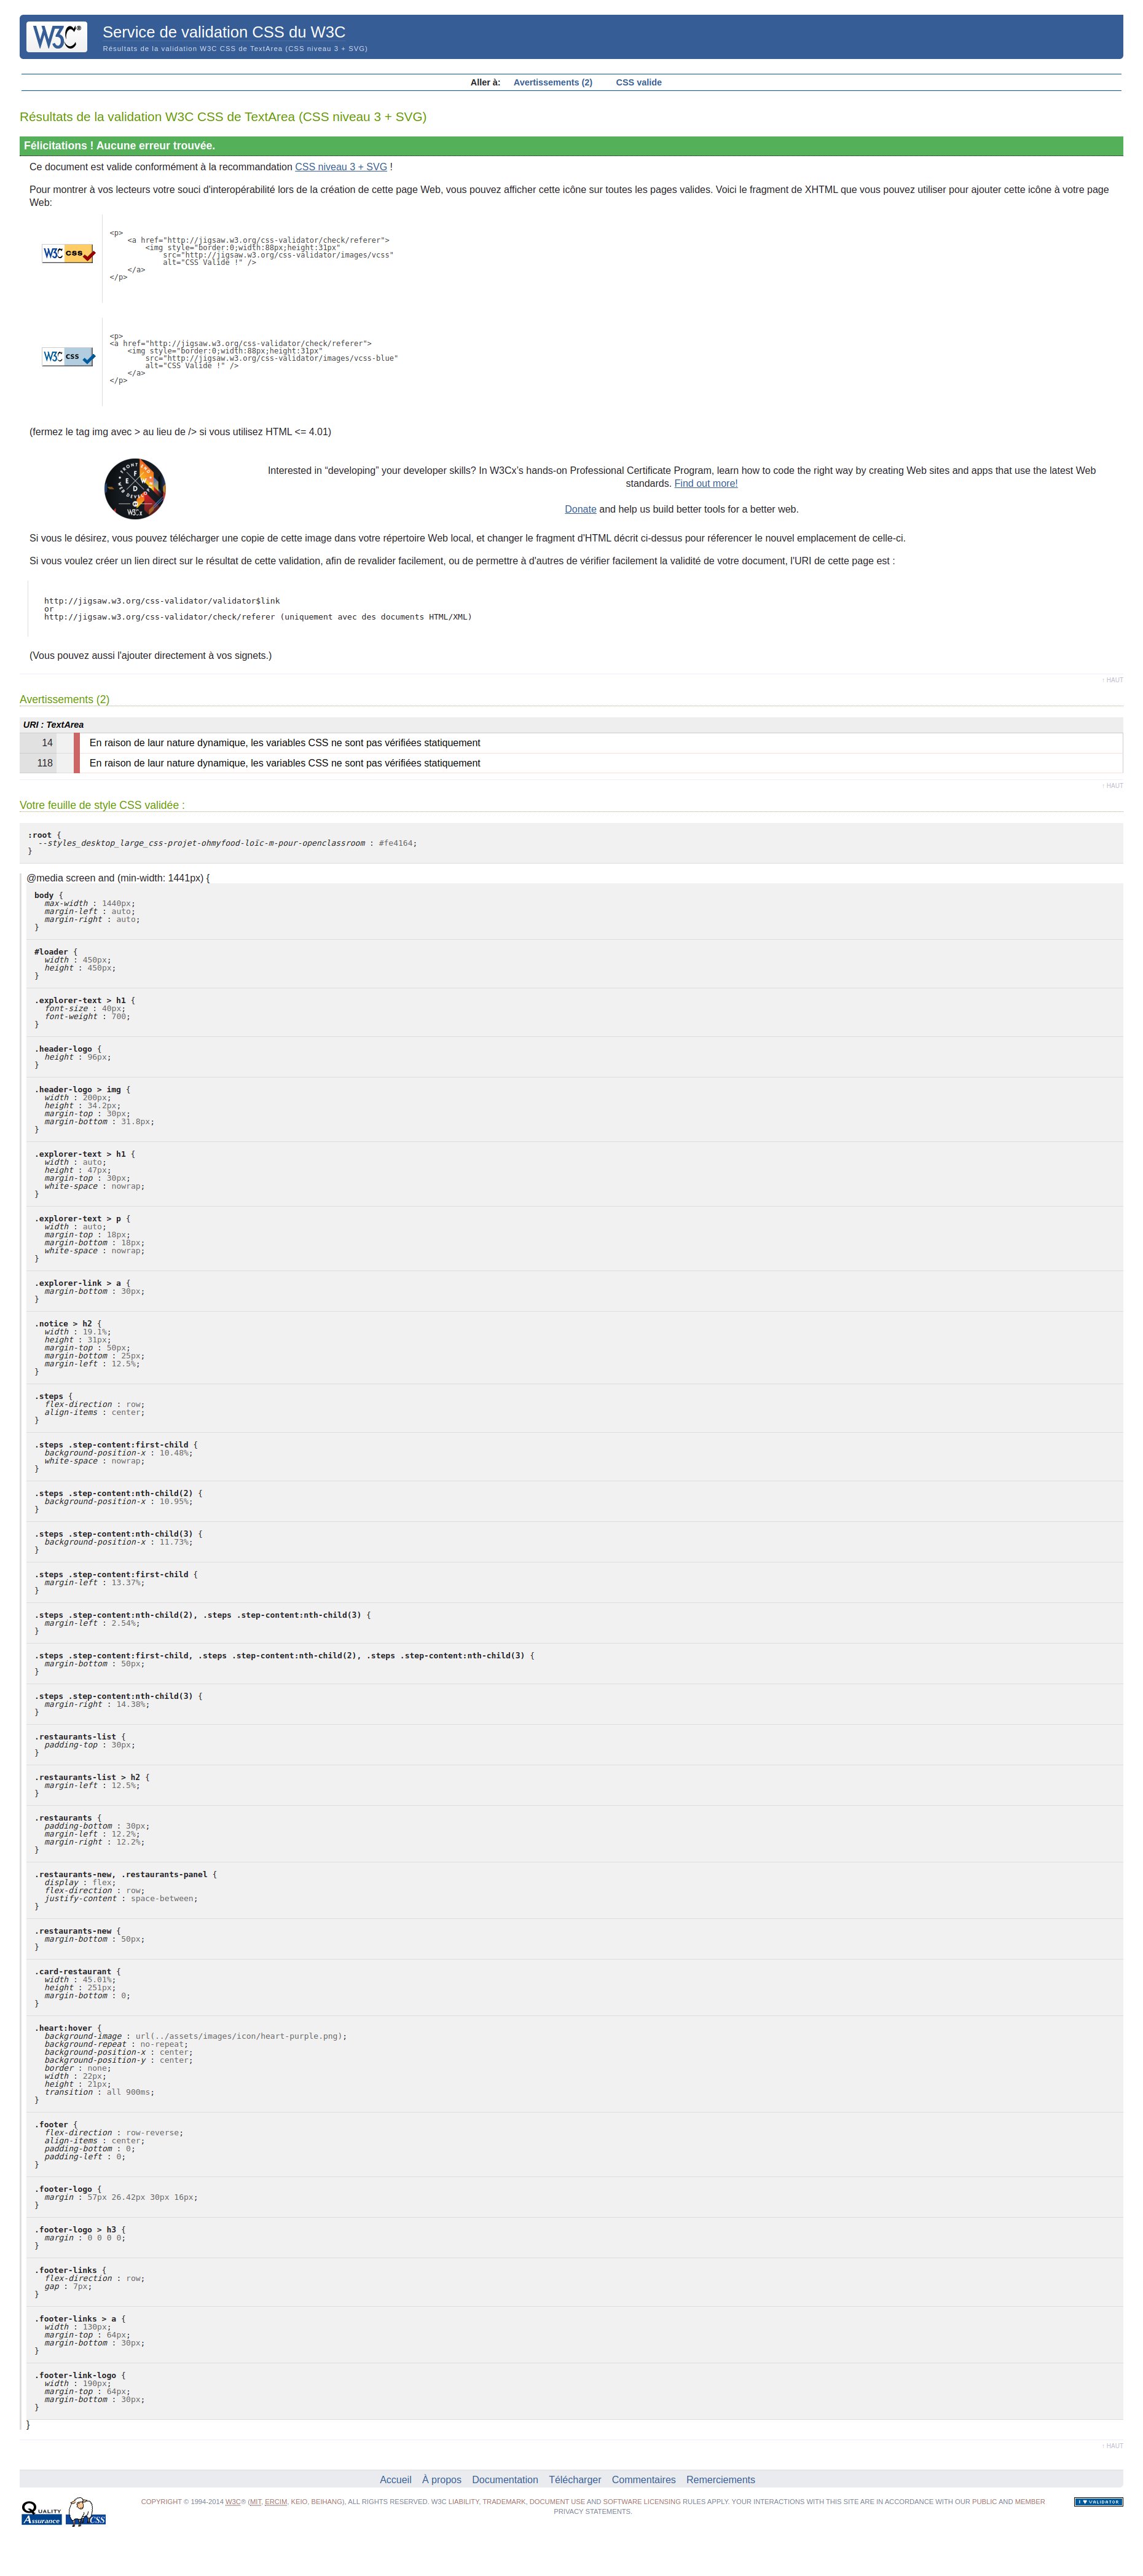 W3C®
Service de validation CSS du W3C
Résultats de la validation W3C CSS de TextArea (CSS niveau 3 + SVG)
Aller à: Avertissements (2) CSS valide
Résultats de la validation W3C CSS de TextArea (CSS niveau 3 + SVG)
Félicitations ! Aucune erreur trouvée.
Ce document est valide conformément à la recommandation CSS niveau 3 + SVG !
Pour montrer à vos lecteurs votre souci d'interopérabilité lors de la création de cette page Web, vous pouvez afficher cette icône sur toutes les pages valides. Voici le fragment de XHTML que vous pouvez utiliser pour ajouter cette icône à votre page
Web:
W3C css
<p>
<a href="http://jigsaw.w3.org/css-validator/check/referer">
<img style="border:0;width:88px;height:31px"
src="http://jigsaw.w3.org/css-validator/images/vcss"
alt="CSS Valide !" />
</a>
</p>
W3C css
<p>
<a href="http://jigsaw.w3.org/css-validator/check/referer">
<img style="border:0;width:88px;height:31px"
src="http://jigsaw.w3.org/css-validator/images/vcss-blue"
alt="CSS Valide !" />
</a>
</p>
(fermez le tag img avec > au lieu de /> si vous utilisez HTML <= 4.01)
Interested in “developing” your developer skills? In W3Cx’s hands-on Professional Certificate Program, learn how to code the right way by creating Web sites and apps that use the latest Web
standards. Find out more!
Donate and help us build better tools for a better web.
Si vous le désirez, vous pouvez télécharger une copie de cette image dans votre répertoire Web local, et changer le fragment d'HTML décrit ci-dessus pour réferencer le nouvel emplacement de celle-ci.
Si vous voulez créer un lien direct sur le résultat de cette validation, afin de revalider facilement, ou de permettre à d'autres de vérifier facilement la validité de votre document, l'URI de cette page est :
http://jigsaw.w3.org/css-validator/validator$link
or
http://jigsaw.w3.org/css-validator/check/referer (uniquement avec des documents HTML/XML)
(Vous pouvez aussi l'ajouter directement à vos signets.)
↑ HAUT
Avertissements (2)
URI : TextArea
14 En raison de laur nature dynamique, les variables CSS ne sont pas vérifiées statiquement
118 En raison de laur nature dynamique, les variables CSS ne sont pas vérifiées statiquement
↑ HAUT
Votre feuille de style CSS validée :
:root {
--styles_desktop_large_css-projet-ohmyfood-loïc-m-pour-openclassroom : #fe4164;
}
@media screen and (min-width: 1441px) {
body {
max-width : 1440px;
margin-left : auto;
margin-right : auto;
}
#loader {
width : 450px;
height : 450px;
}
.explorer-text > h1 {
font-size : 40px;
font-weight : 700;
}
.header-logo {
height : 96px;
}
.header-logo > img {
width : 200px;
height : 34.2px;
margin-top : 30px;
margin-bottom : 31.8px;
}
.explorer-text > h1 {
width : auto;
height : 47px;
margin-top : 30px;
white-space : nowrap;
}
.explorer-text > p {
width : auto;
margin-top : 18px;
margin-bottom : 18px;
white-space : nowrap;
}
.explorer-link > a {
margin-bottom : 30px;
}
.notice > h2 {
width : 19.1%;
height : 31px;
margin-top : 50px;
margin-bottom : 25px;
margin-left : 12.5%;
}
.steps {
flex-direction : row;
align-items : center;
}
.steps .step-content:first-child {
background-position-x : 10.48%;
white-space : nowrap;
}
.steps .step-content:nth-child(2) {
background-position-x : 10.95%;
}
.steps .step-content:nth-child(3) {
background-position-x : 11.73%;
}
.steps .step-content:first-child {
margin-left : 13.37%;
}
.steps .step-content:nth-child(2), .steps .step-content:nth-child(3) {
margin-left : 2.54%;
}
.steps .step-content:first-child, .steps .step-content:nth-child(2), .steps .step-content:nth-child(3) {
margin-bottom : 50px;
}
.steps .step-content:nth-child(3) {
margin-right : 14.38%;
}
.restaurants-list {
padding-top : 30px;
}
.restaurants-list > h2 {
margin-left : 12.5%;
}
.restaurants {
padding-bottom : 30px;
margin-left : 12.2%;
margin-right : 12.2%;
}
.restaurants-new, .restaurants-panel {
display : flex;
flex-direction : row;
justify-content : space-between;
}
.restaurants-new {
margin-bottom : 50px;
}
.card-restaurant {
width : 45.01%;
height : 251px;
margin-bottom : 0;
}
.heart:hover {
background-image : url(../assets/images/icon/heart-purple.png);
background-repeat : no-repeat;
background-position-x : center;
background-position-y : center;
border : none;
width : 22px;
height : 21px;
transition : all 900ms;
}
.footer {
flex-direction : row-reverse;
align-items : center;
padding-bottom : 0;
padding-left : 0;
}
.footer-logo {
margin : 57px 26.42px 30px 16px;
}
.footer-logo > h3 {
margin : 0 0 0 0;
}
.footer-links {
flex-direction : row;
gap : 7px;
}
.footer-links > a {
width : 130px;
margin-top : 64px;
margin-bottom : 30px;
}
.footer-link-logo {
width : 190px;
margin-top : 64px;
margin-bottom : 30px;
}
}
↑ HAUT
Accueil À propos Documentation Télécharger Commentaires Remerciements
Quality
Assurance
CSS
COPYRIGHT © 1994-2014 W3C® (MIT, ERCIM, KEIO, BEIHANG), ALL RIGHTS RESERVED. W3C LIABILITY, TRADEMARK, DOCUMENT USE AND SOFTWARE LICENSING RULES APPLY. YOUR INTERACTIONS WITH THIS SITE ARE IN ACCORDANCE WITH OUR PUBLIC AND MEMBER
PRIVACY STATEMENTS.
I ♥ VALIDATOR